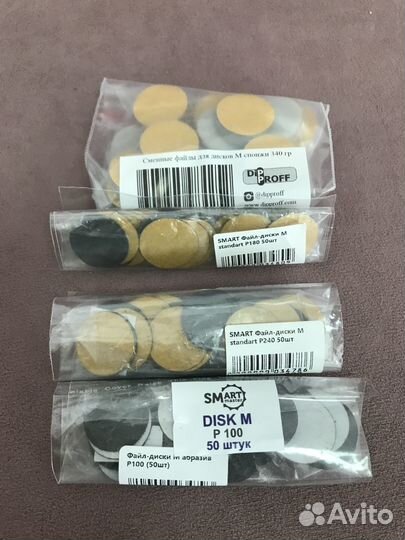 Сменные файлы для дисков М спонжи 340 гр
DIPPROFF
@dipproff
www.dipproff.com
SMART Файл-диски M
standart P180 50шт
SMART Файл-диски M
standart P240 50шт
SMART
master
DISK M
P 100
50 штук
Файл-диски M абразив
P100 (50шт)
Avito